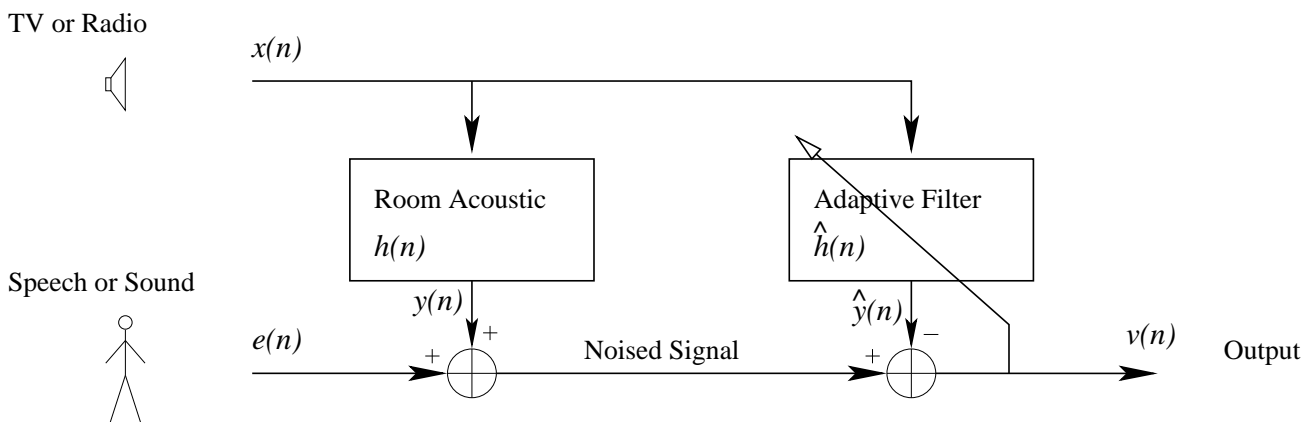 TV or Radio
x(n)
Room Acoustic
h(n)
Adaptive Filter
ĥ(n)
Speech or Sound
y(n)
ŷ(n)
+
−
e(n)
+
Noised Signal
+
v(n)
Output